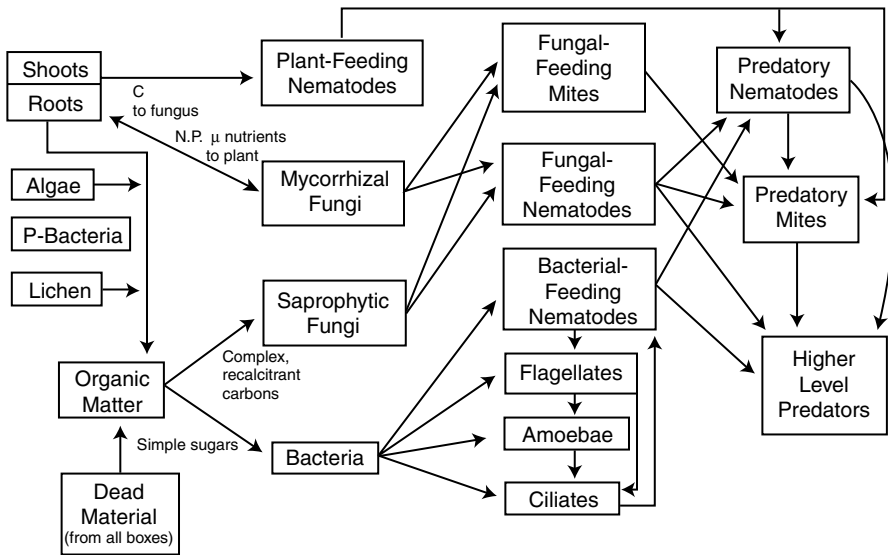 Shoots
Roots
C
to fungus
N.P. μ nutrients
to plant
Algae
P-Bacteria
Lichen
Organic
Matter
Simple sugars
Dead
Material
(from all boxes)
Plant-Feeding
Nematodes
Mycorrhizal
Fungi
Saprophytic
Fungi
Complex,
recalcitrant
carbons
Bacteria
Fungal-
Feeding
Mites
Fungal-
Feeding
Nematodes
Bacterial-
Feeding
Nematodes
Flagellates
Amoebae
Ciliates
Predatory
Nematodes
Predatory
Mites
Higher
Level
Predators